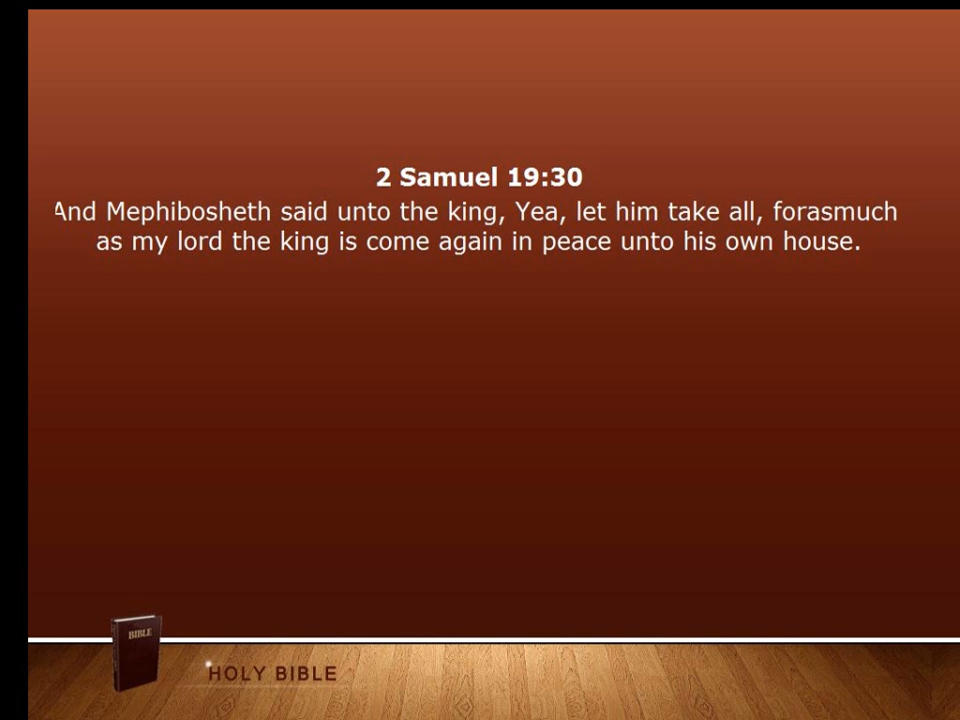 2 Samuel 19:30
And Mephibosheth said unto the king, Yea, let him take all, forasmuch
as my lord the king is come again in peace unto his own house.
BIBLE
HOLY BIBLE